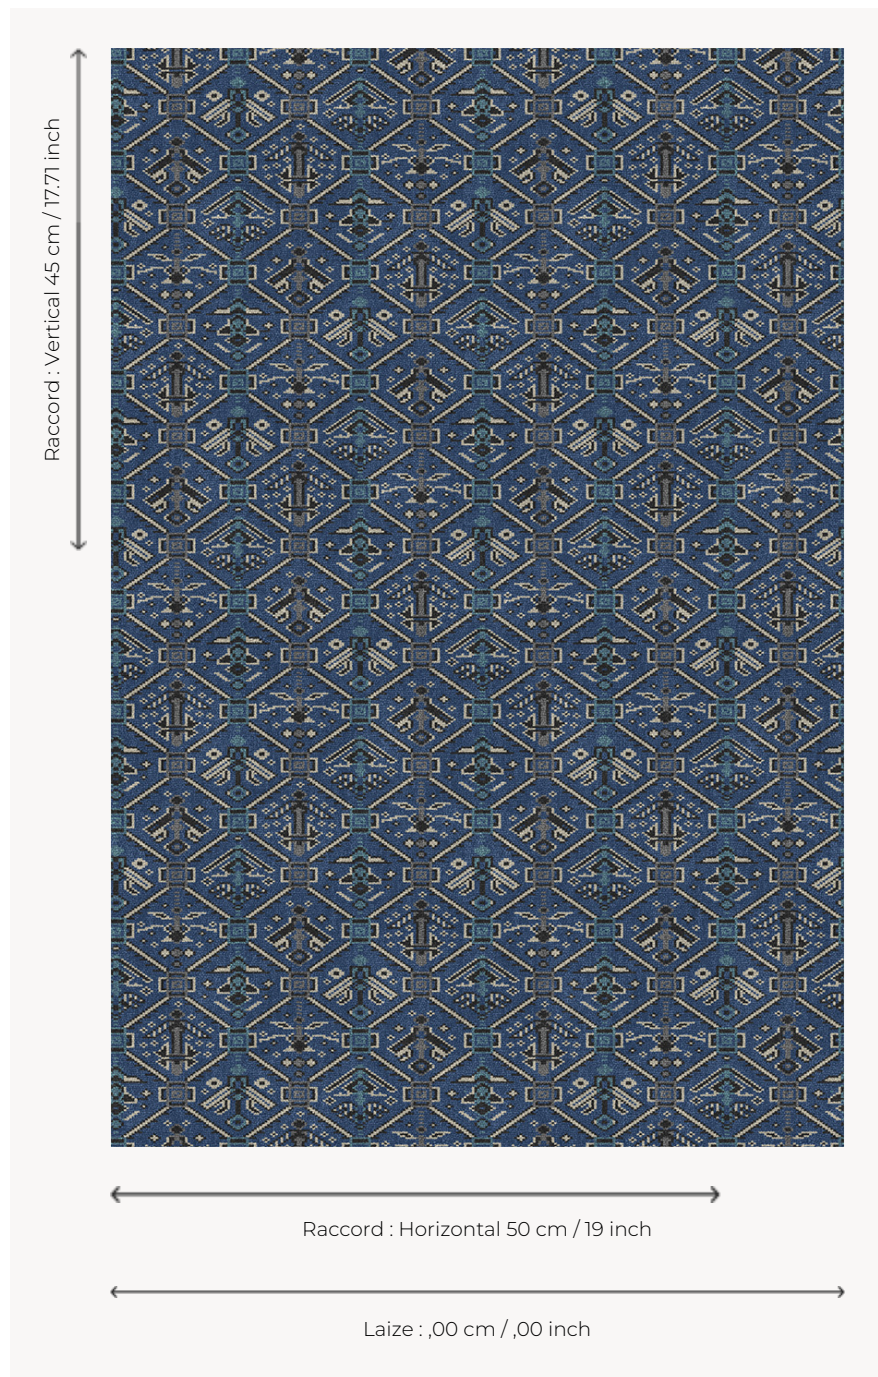 Raccord : Vertical 45 cm / 17.71 inch
Raccord : Horizontal 50 cm / 19 inch
Laize : ,00 cm / ,00 inch